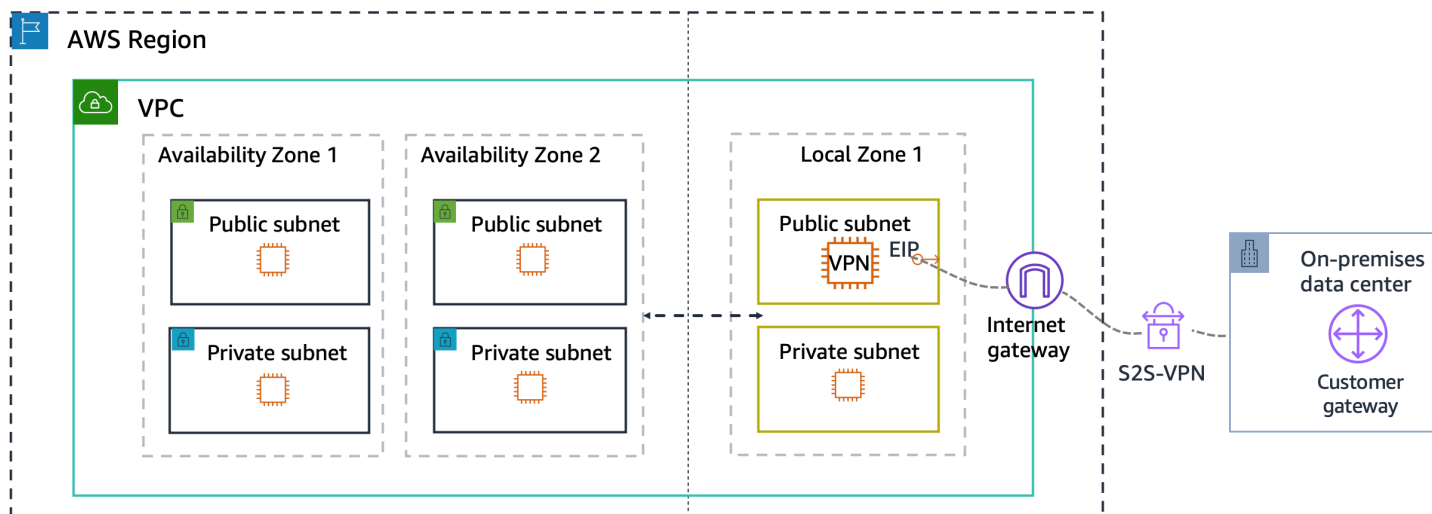 AWS Region
VPC
Availability Zone 1
Public subnet
Private subnet
Availability Zone 2
Public subnet
Private subnet
Local Zone 1
Public subnet
VPN
EIP
Private subnet
Internet
gateway
S2S-VPN
On-premises
data center
Customer
gateway